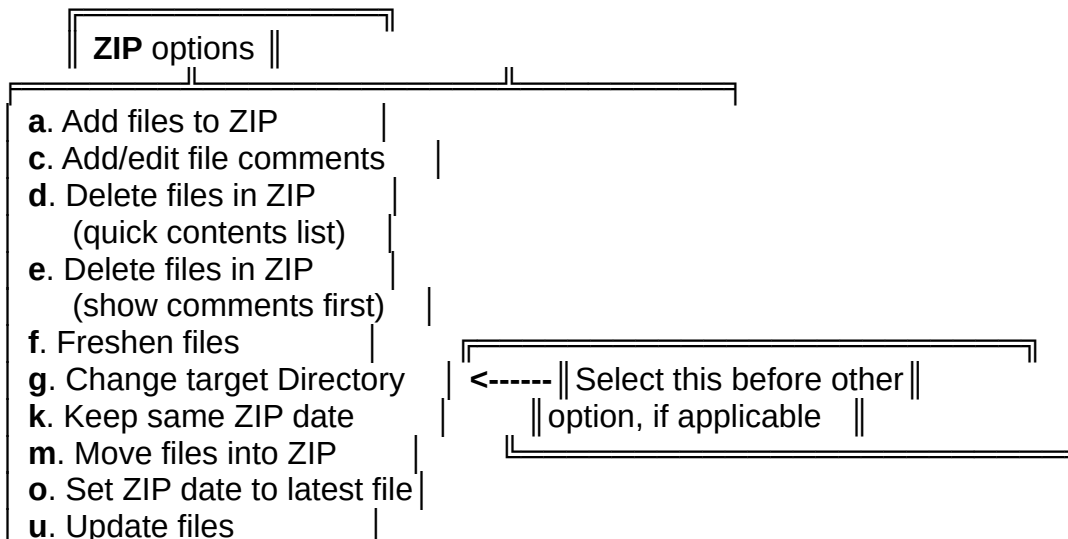 ZIP options
a. Add files to ZIP
c. Add/edit file comments
d. Delete files in ZIP
(quick contents list)
e. Delete files in ZIP
(show comments first)
f. Freshen files
g. Change target Directory <------ Select this before other
k. Keep same ZIP date option, if applicable
m. Move files into ZIP
o. Set ZIP date to latest file
u. Update files